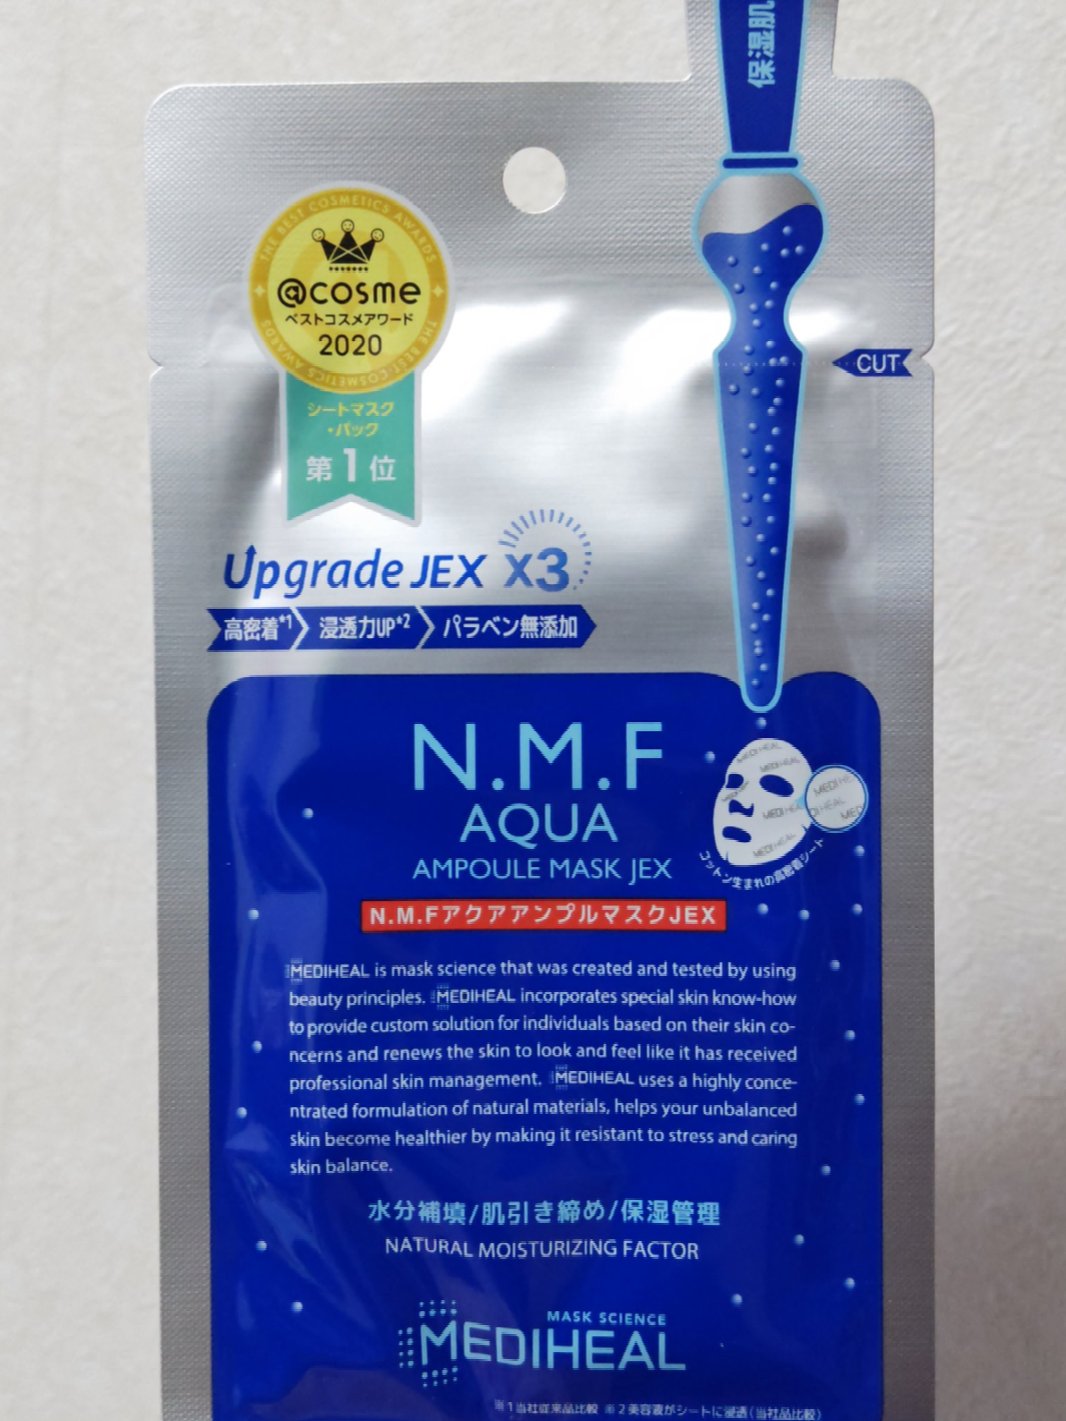 保湿肌
THE BEST COSMETICS AWARDS
@cosme
ベストコスメアワード
2020
THE BEST COSMETICS AWARDS
シートマスク
・パック
第1位
CUT
Upgrade JEX X3
高密着*1 浸透力UP*2 パラベン無添加
N.M.F
AQUA
AMPOULE MASK JEX
MEDIHEAL
コットン生まれの高密着シート
N.M.FアクアアンプルマスクJEX
MEDIHEAL is mask science that was created and tested by using
beauty principles. MEDIHEAL incorporates special skin know-how
to provide custom solution for individuals based on their skin co-
ncerns and renews the skin to look and feel like it has received
professional skin management. MEDIHEAL uses a highly conce-
ntrated formulation of natural materials, helps your unbalanced
skin become healthier by making it resistant to stress and caring
skin balance.
水分補填/肌引き締め/保湿管理
NATURAL MOISTURIZING FACTOR
MASK SCIENCE
MEDIHEAL
※1当社従来品比較 ※2美容液がシートに浸透(当社品比較)